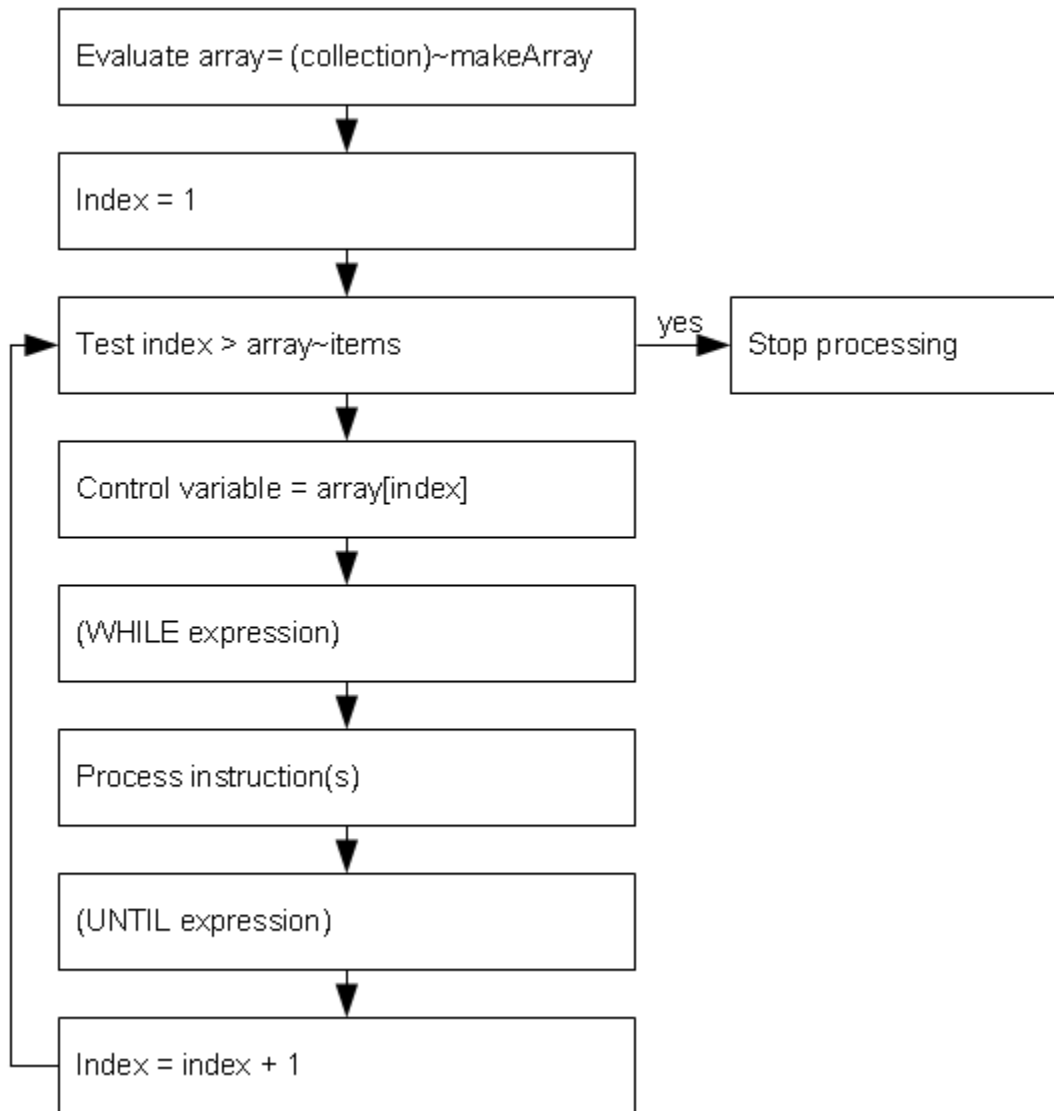 Evaluate array= (collection)~makeArray
Index = 1
Test index > array~items
yes
Stop processing
Control variable = array[index]
(WHILE expression)
Process instruction(s)
(UNTIL expression)
Index = index + 1